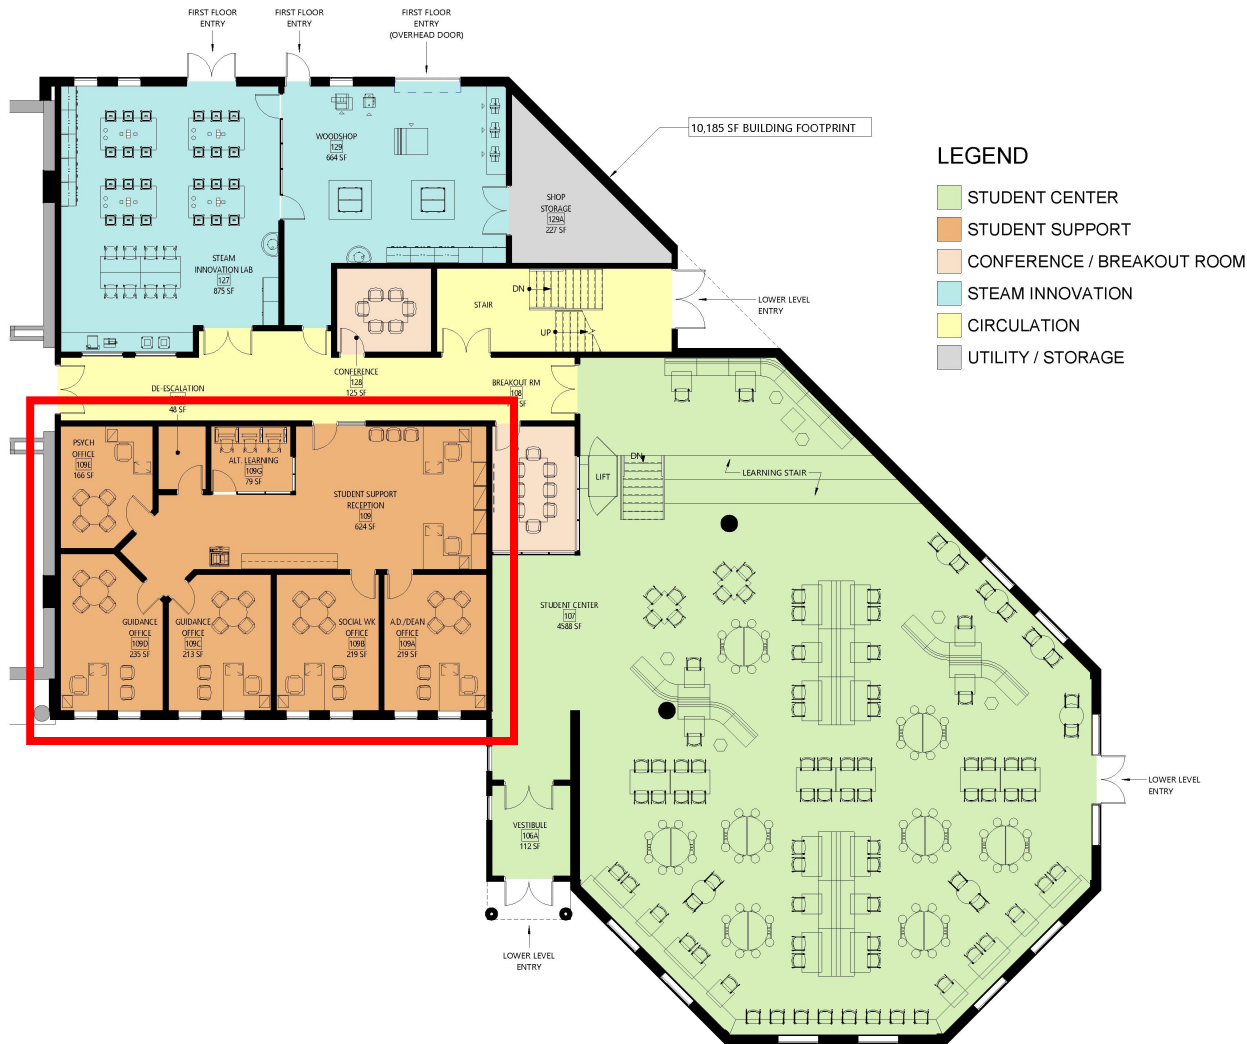 FIRST FLOOR
ENTRY
FIRST FLOOR
ENTRY
FIRST FLOOR
ENTRY
(OVERHEAD DOOR)
10,185 SF BUILDING FOOTPRINT
LEGEND
STUDENT CENTER
STUDENT SUPPORT
CONFERENCE / BREAKOUT ROOM
STEAM INNOVATION
CIRCULATION
UTILITY / STORAGE
WOODSHOP
129
664 SF
SHOP
STORAGE
129A
227 SF
STEAM
INNOVATION LAB
127
875 SF
DN
STAIR
UP
LOWER LEVEL
ENTRY
CONFERENCE
128
125 SF
BREAKOUT RM
108
SF
DE-ESCALATION
48 SF
PSYCH
OFFICE
109E
166 SF
ALT. LEARNING
109G
79 SF
STUDENT SUPPORT
RECEPTION
109
624 SF
DN
LIFT
LEARNING STAIR
GUIDANCE
OFFICE
109D
235 SF
GUIDANCE
OFFICE
109C
213 SF
SOCIAL WK
OFFICE
109B
219 SF
A.D./DEAN
OFFICE
109A
219 SF
STUDENT CENTER
107
4588 SF
LOWER LEVEL
ENTRY
VESTIBULE
106A
112 SF
LOWER LEVEL
ENTRY